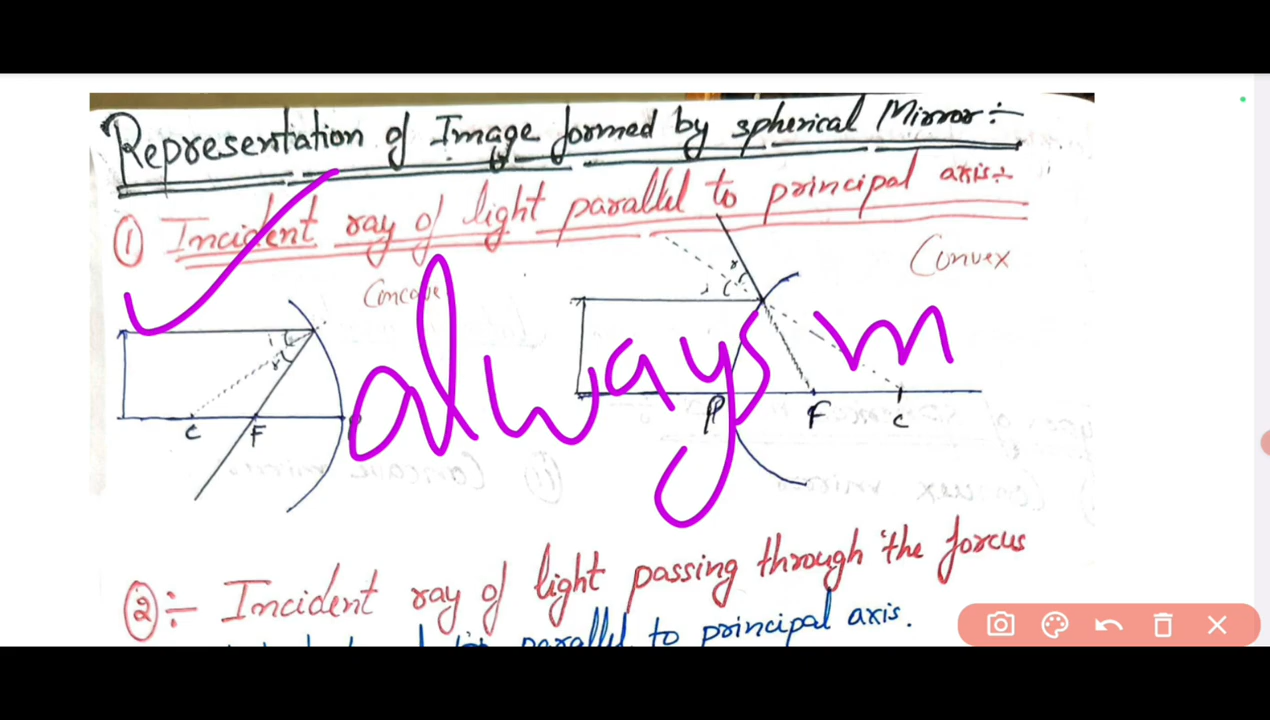 Representation of Image formed by spherical Mirror :-
① Incident ray of light parallel to principal axis :-
Concave
Convex
i
r
r
i
always m
C F
P F C
② :- Incident ray of light passing through the forcus
parallel to principal axis.